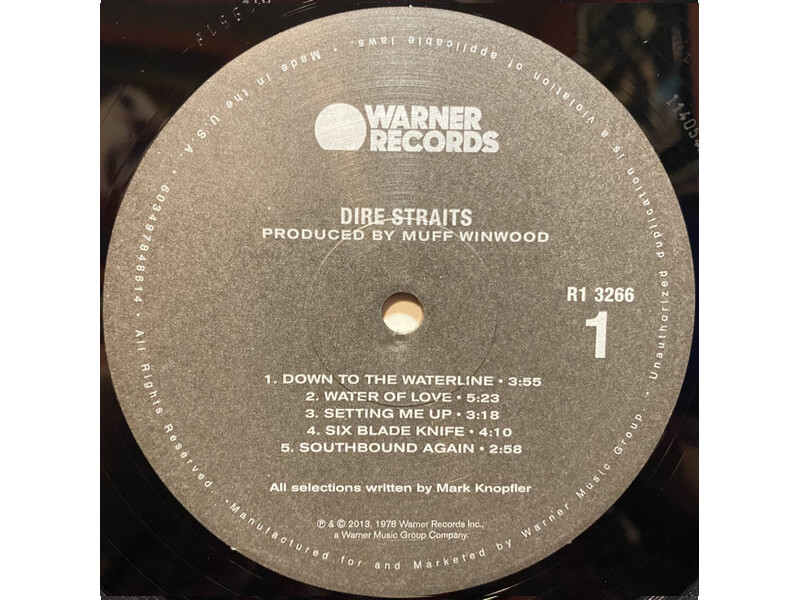 WARNER
RECORDS
DIRE STRAITS
PRODUCED BY MUFF WINWOOD
R1 3266
1
1. DOWN TO THE WATERLINE • 3:55
2. WATER OF LOVE • 5:23
3. SETTING ME UP • 3:18
4. SIX BLADE KNIFE • 4:10
5. SOUTHBOUND AGAIN • 2:58
All selections written by Mark Knopfler
℗ & © 2013, 1978 Warner Records Inc.,
a Warner Music Group Company.
Manufactured for and Marketed by Warner Music Group. • Unauthorized duplication is a violation of applicable laws. • Made in the U.S.A. • 603497848614 • All Rights Reserved. •